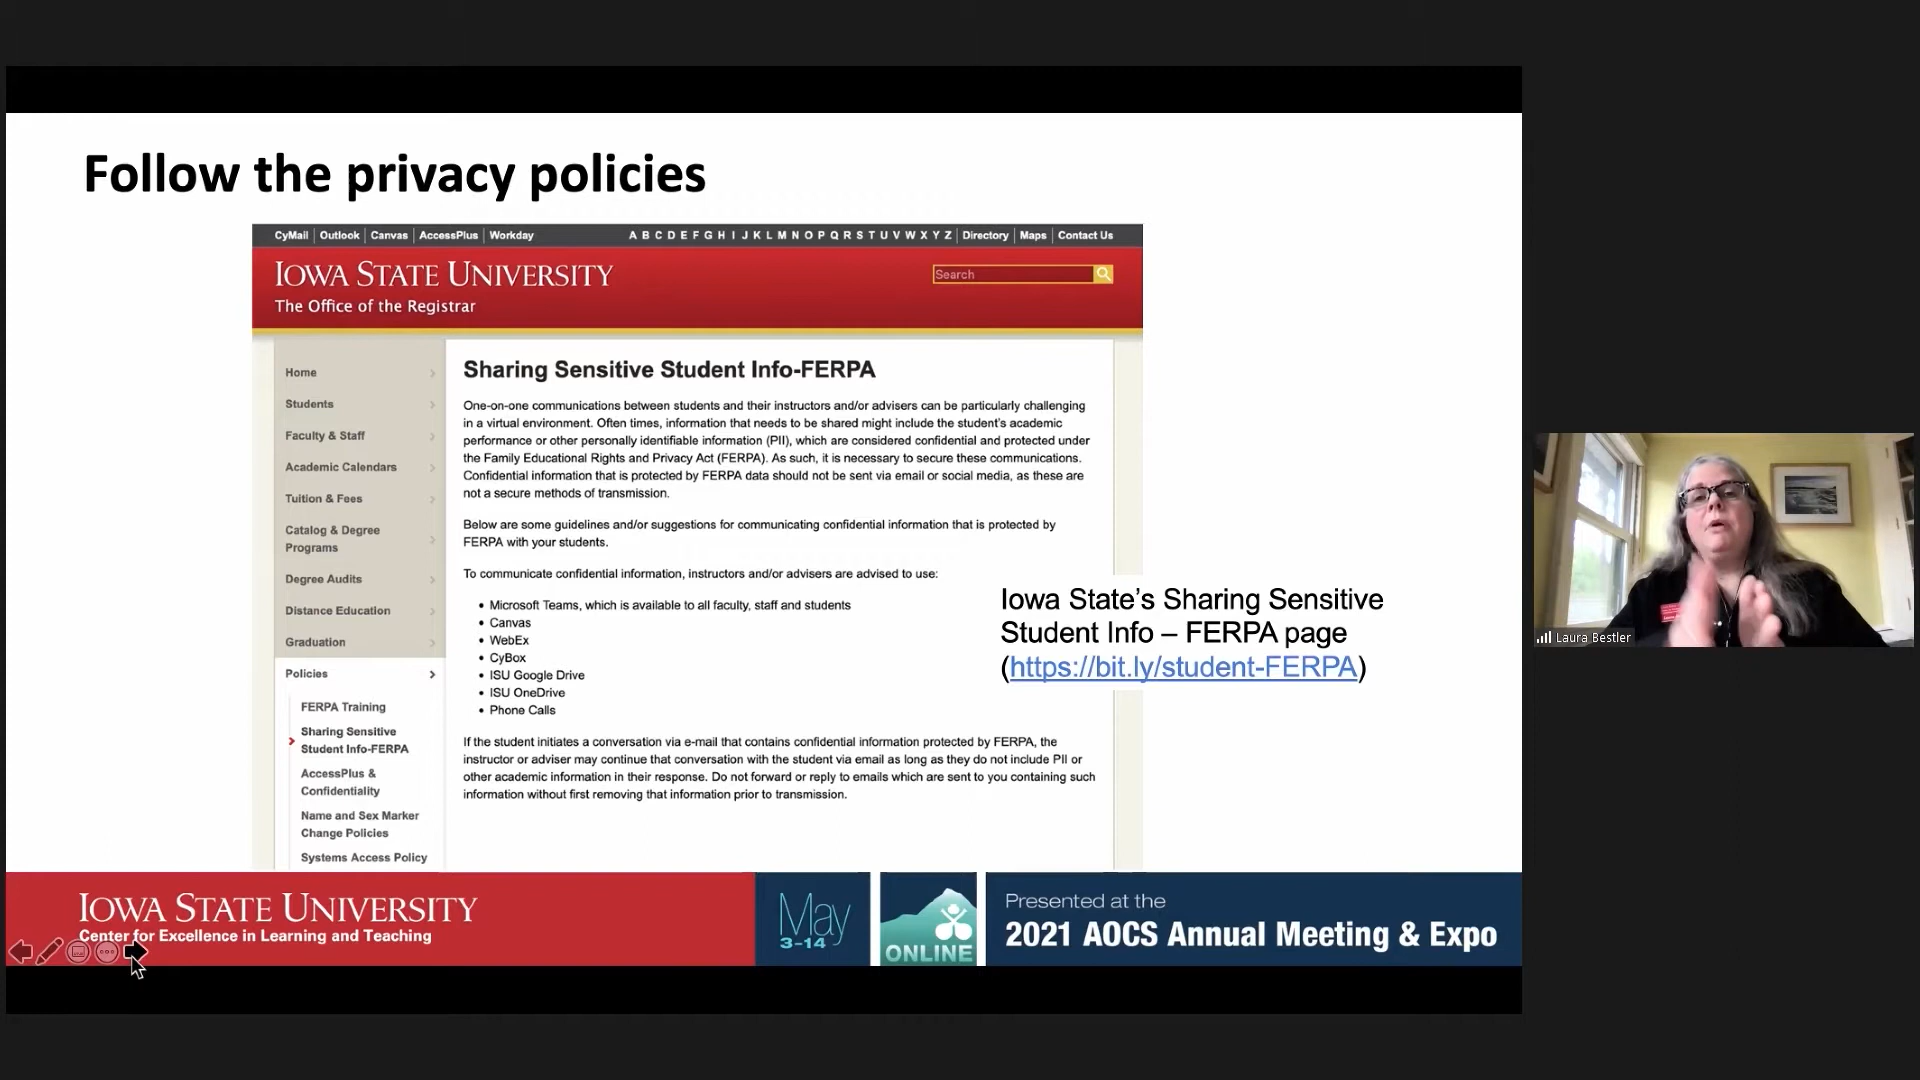 Follow the privacy policies
CyMail Outlook Canvas AccessPlus Workday
A B C D E F G H I J K L M N O P Q R S T U V W X Y Z Directory Maps Contact Us
IOWA STATE UNIVERSITY
Search
The Office of the Registrar
Home
Students
Faculty & Staff
Academic Calendars
Tuition & Fees
Catalog & Degree
Programs
Degree Audits
Distance Education
Graduation
Policies
FERPA Training
Sharing Sensitive
Student Info-FERPA
AccessPlus &
Confidentiality
Name and Sex Marker
Change Policies
Systems Access Policy
Sharing Sensitive Student Info-FERPA
One-on-one communications between students and their instructors and/or advisers can be particularly challenging
in a virtual environment. Often times, information that needs to be shared might include the student's academic
performance or other personally identifiable information (PII), which are considered confidential and protected under
the Family Educational Rights and Privacy Act (FERPA). As such, it is necessary to secure these communications.
Confidential information that is protected by FERPA data should not be sent via email or social media, as these are
not a secure methods of transmission.
Below are some guidelines and/or suggestions for communicating confidential information that is protected by
FERPA with your students.
To communicate confidential information, instructors and/or advisers are advised to use:
• Microsoft Teams, which is available to all faculty, staff and students
• Canvas
• WebEx
• CyBox
• ISU Google Drive
• ISU OneDrive
• Phone Calls
If the student initiates a conversation via e-mail that contains confidential information protected by FERPA, the
instructor or adviser may continue that conversation with the student via email as long as they do not include PII or
other academic information in their response. Do not forward or reply to emails which are sent to you containing such
information without first removing that information prior to transmission.
Iowa State's Sharing Sensitive
Student Info – FERPA page
(https://bit.ly/student-FERPA)
Laura Bestler
IOWA STATE UNIVERSITY
Center for Excellence in Learning and Teaching
May
3-14
ONLINE
Presented at the
2021 AOCS Annual Meeting & Expo